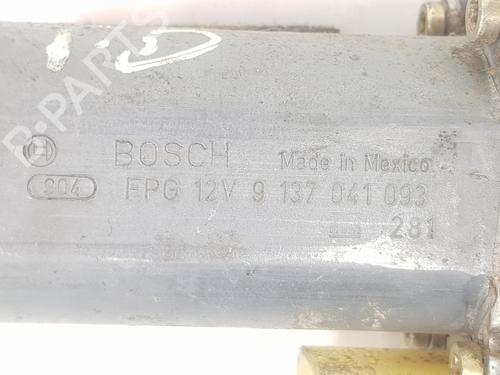 BOSCH Made in Mexico
904 FPG 12V 9 137 041 093
281
B-Parts